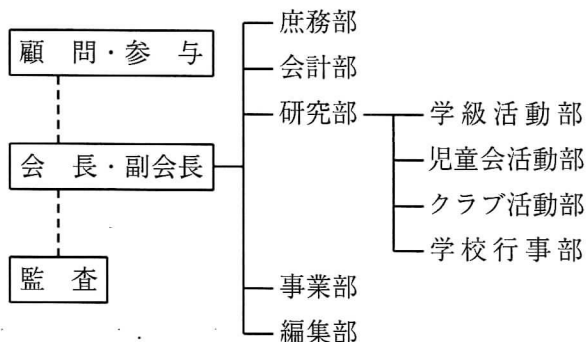 顧問・参与
会長・副会長
監査
庶務部
会計部
研究部
学級活動部
児童会活動部
クラブ活動部
学校行事部
事業部
編集部